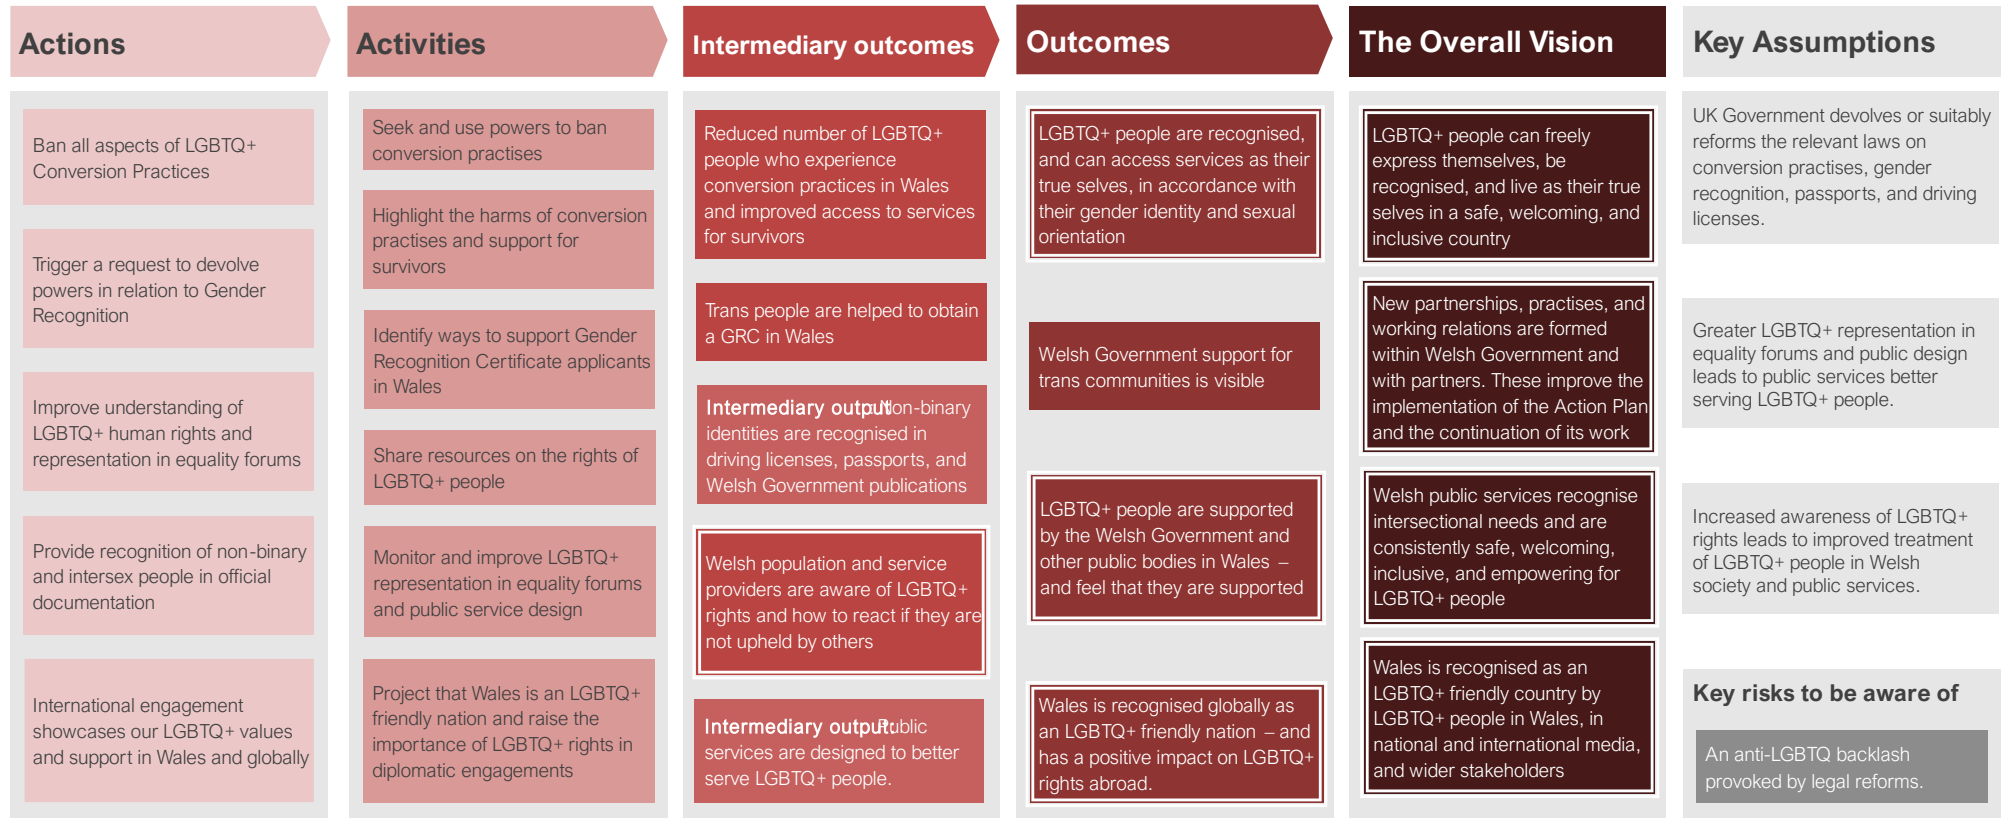 Actions
Ban all aspects of LGBTQ+
Conversion Practices
Trigger a request to devolve
powers in relation to Gender
Recognition
Improve understanding of
LGBTQ+ human rights and
representation in equality forums
Provide recognition of non-binary
and intersex people in official
documentation
International engagement
showcases our LGBTQ+ values
and support in Wales and globally
Activities
Seek and use powers to ban
conversion practises
Highlight the harms of conversion
practises and support for
survivors
Identify ways to support Gender
Recognition Certificate applicants
in Wales
Share resources on the rights of
LGBTQ+ people
Monitor and improve LGBTQ+
representation in equality forums
and public service design
Project that Wales is an LGBTQ+
friendly nation and raise the
importance of LGBTQ+ rights in
diplomatic engagements
Intermediary outcomes
Reduced number of LGBTQ+
people who experience
conversion practices in Wales
and improved access to services
for survivors
Trans people are helped to obtain
a GRC in Wales
Intermediary output: Non-binary
identities are recognised in
driving licenses, passports, and
Welsh Government publications
Welsh population and service
providers are aware of LGBTQ+
rights and how to react if they are
not upheld by others
Intermediary output: Public
services are designed to better
serve LGBTQ+ people.
Outcomes
LGBTQ+ people are recognised,
and can access services as their
true selves, in accordance with
their gender identity and sexual
orientation
Welsh Government support for
trans communities is visible
LGBTQ+ people are supported
by the Welsh Government and
other public bodies in Wales –
and feel that they are supported
Wales is recognised globally as
an LGBTQ+ friendly nation – and
has a positive impact on LGBTQ+
rights abroad.
The Overall Vision
LGBTQ+ people can freely
express themselves, be
recognised, and live as their true
selves in a safe, welcoming, and
inclusive country
New partnerships, practises, and
working relations are formed
within Welsh Government and
with partners. These improve the
implementation of the Action Plan
and the continuation of its work
Welsh public services recognise
intersectional needs and are
consistently safe, welcoming,
inclusive, and empowering for
LGBTQ+ people
Wales is recognised as an
LGBTQ+ friendly country by
LGBTQ+ people in Wales, in
national and international media,
and wider stakeholders
Key Assumptions
UK Government devolves or suitably
reforms the relevant laws on
conversion practises, gender
recognition, passports, and driving
licenses.
Greater LGBTQ+ representation in
equality forums and public design
leads to public services better
serving LGBTQ+ people.
Increased awareness of LGBTQ+
rights leads to improved treatment
of LGBTQ+ people in Welsh
society and public services.
Key risks to be aware of
An anti-LGBTQ backlash
provoked by legal reforms.